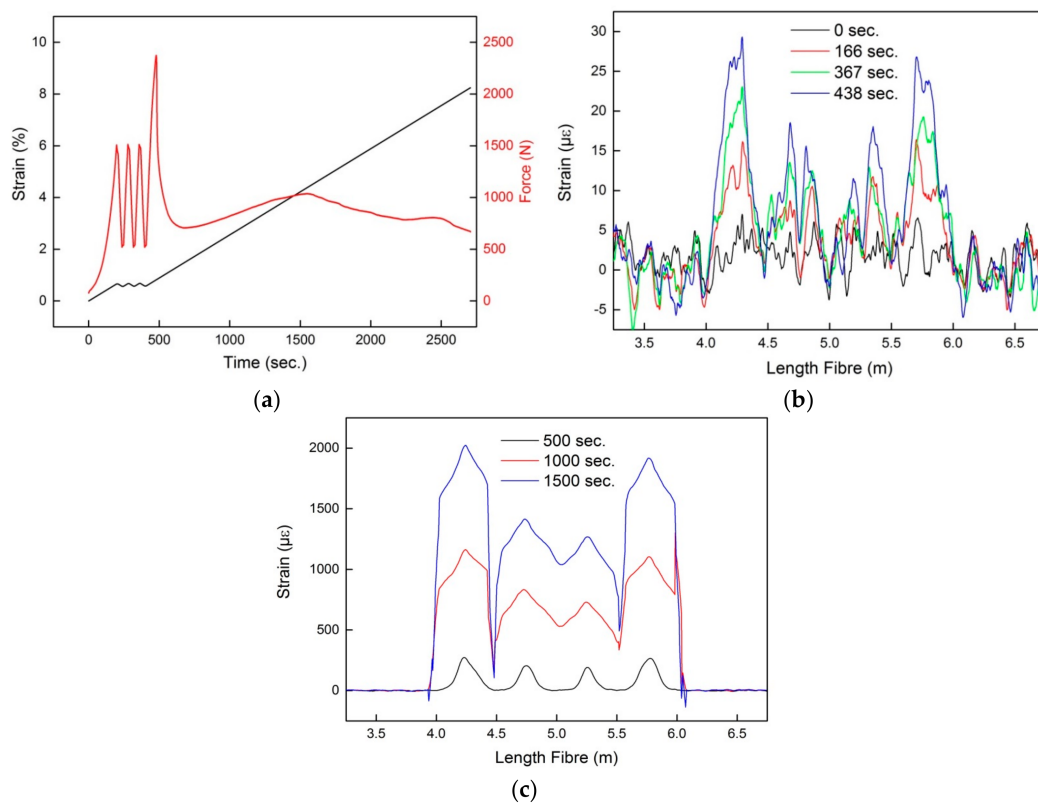 10
8
6
4
2
0
Strain (%)
2500
2000
1500
1000
500
0
Force (N)
0 500 1000 1500 2000 2500
Time (sec.)
(a)
30
25
20
15
10
5
0
-5
Strain (με)
0 sec.
166 sec.
367 sec.
438 sec.
3.5 4.0 4.5 5.0 5.5 6.0 6.5
Length Fibre (m)
(b)
2000
1500
1000
500
0
Strain (με)
500 sec.
1000 sec.
1500 sec.
3.5 4.0 4.5 5.0 5.5 6.0 6.5
Length Fibre (m)
(c)